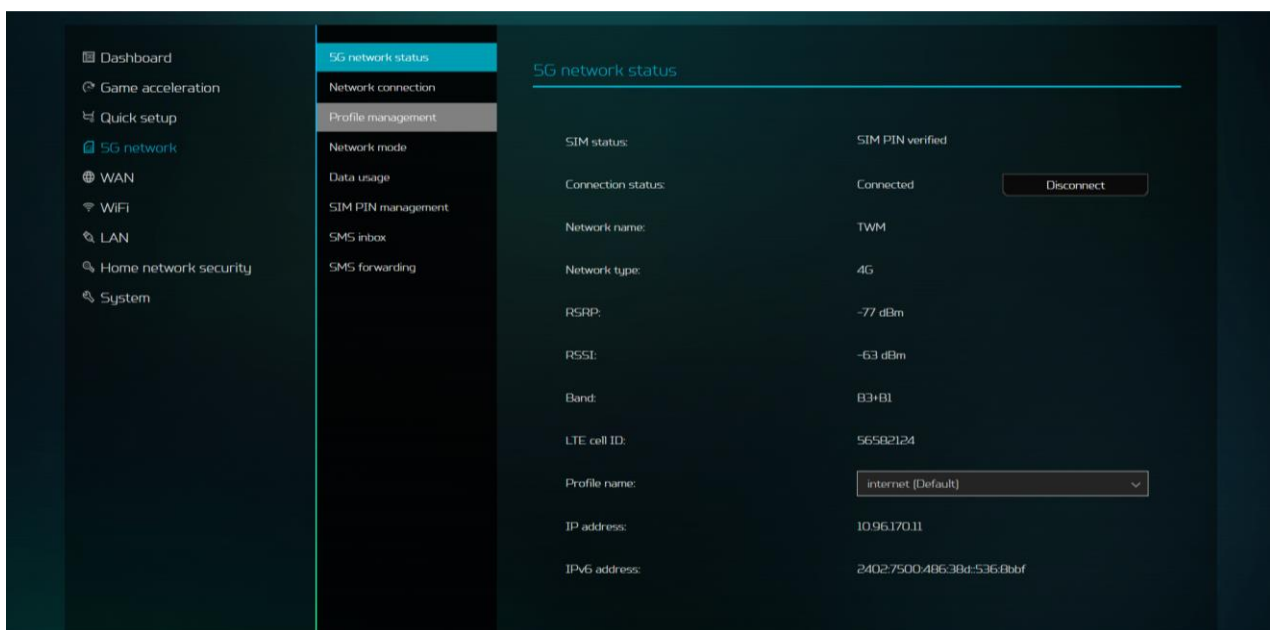 Dashboard
Game acceleration
Quick setup
5G network
WAN
WiFi
LAN
Home network security
System
5G network status
Network connection
Profile management
Network mode
Data usage
SIM PIN management
SMS inbox
SMS forwarding
5G network status
SIM status: SIM PIN verified
Connection status: Connected Disconnect
Network name: TWM
Network type: 4G
RSRP: -77 dBm
RSSI: -63 dBm
Band: B3+B1
LTE cell ID: 56582124
Profile name: internet (Default)
IP address: 10.96.170.11
IPv6 address: 2402:7500:486:38d::536:8bbf